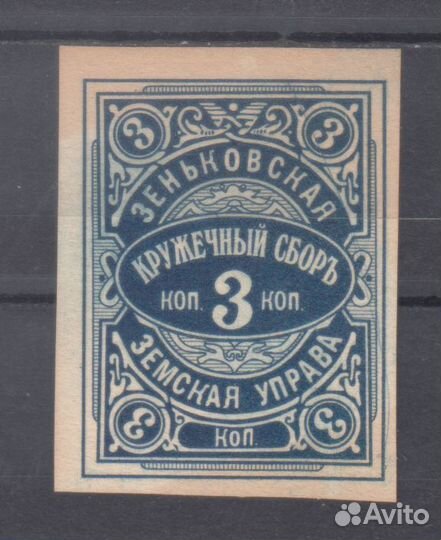 3 3
ЗЕНЬКОВСКАЯ
КРУЖЕЧНЫЙ СБОРЪ
КОП. 3 КОП.
ЗЕМСКАЯ УПРАВА
3 3
КОП.
Avito